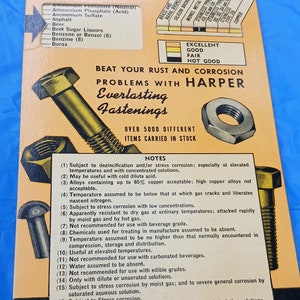 Ammonium Phosphate (Neutral)
Ammonium Phosphate (Acid)
Ammonium Sulfate
Asphalt
Beer
Beet Sugar Liquors
Benzene or Benzol (8)
Benzine (8)
Borax
7
EXCELLENT
GOOD
FAIR
NOT GOOD
BEAT YOUR RUST AND CORROSION
PROBLEMS WITH HARPER
Everlasting
Fastenings
OVER 5000 DIFFERENT
ITEMS CARRIED IN STOCK
NOTES
(1) Subject to dezincification and/or stress corrosion; especially at elevated
temperatures and with concentrated solutions.
(2) May be useful with cold dilute acid.
(3) Alloys containing up to 60% copper acceptable; high copper alloys not
acceptable.
(4) Temperature assumed to be below that at which gas cracks and liberates
nascent nitrogen.
(5) Subject to stress corrosion with low concentrations.
(6) Apparently resistant to dry gas at ordinary temperatures; attacked rapidly
by moist gas and by hot gas.
(7) Not recommended for use with beverage grade.
(8) Chemicals used for treating in manufacture assumed to be absent.
(9) Temperature assumed to be no higher than that normally encountered in
compression, storage and distribution.
(10) Useful at elevated temperatures.
(11) Not recommended for use with carbonated beverages.
(12) Water assumed to be absent.
(13) Not recommended for use with edible grades.
(14) Only with dilute or unaerated solutions.
(15) Subject to stress corrosion by moist gas; and to severe general corrosion by
saturated aqueous solution.
Subject to Stress corrosion.